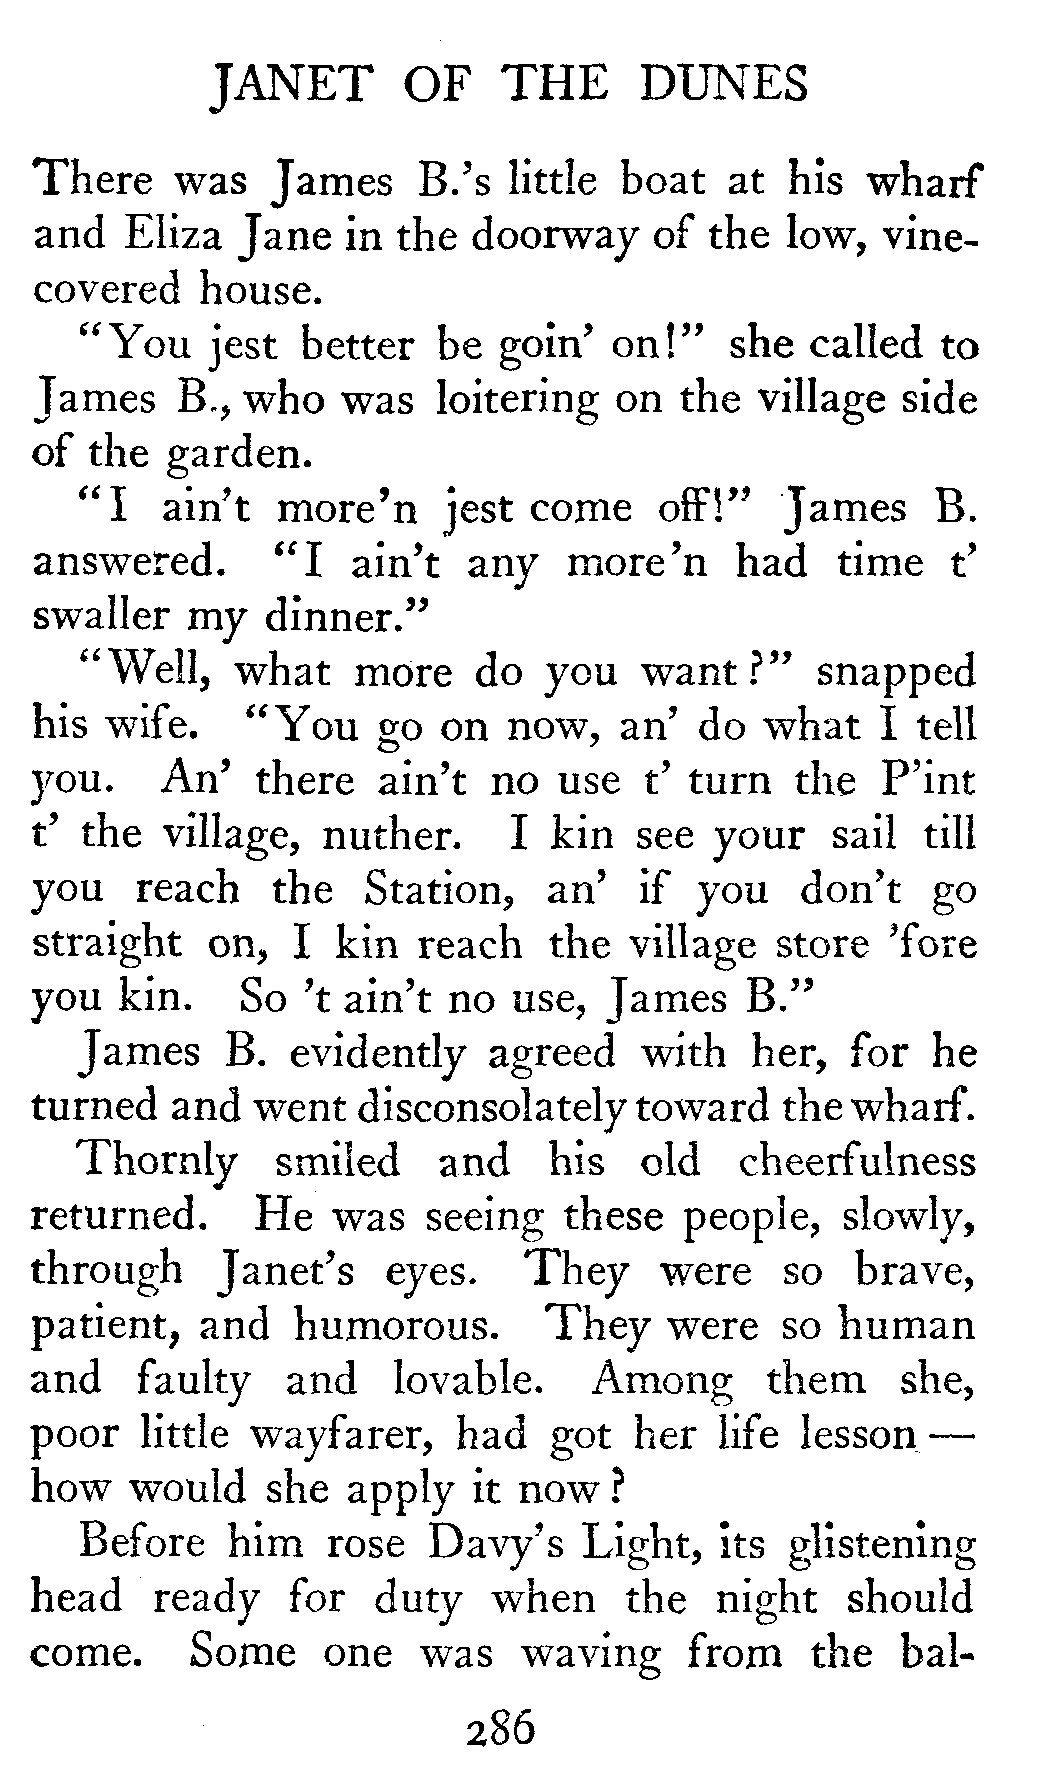 JANET OF THE DUNES
There was James B.'s little boat at his wharf
and Eliza Jane in the doorway of the low, vine-
covered house.
"You jest better be goin' on!" she called to
James B., who was loitering on the village side
of the garden.
"I ain't more'n jest come off!" James B.
answered. "I ain't any more'n had time t'
swaller my dinner."
"Well, what more do you want?" snapped
his wife. "You go on now, an' do what I tell
you. An' there ain't no use t' turn the P'int
t' the village, nuther. I kin see your sail till
you reach the Station, an' if you don't go
straight on, I kin reach the village store 'fore
you kin. So 't ain't no use, James B."
James B. evidently agreed with her, for he
turned and went disconsolately toward the wharf.
Thornly smiled and his old cheerfulness
returned. He was seeing these people, slowly,
through Janet's eyes. They were so brave,
patient, and humorous. They were so human
and faulty and lovable. Among them she,
poor little wayfarer, had got her life lesson —
how would she apply it now?
Before him rose Davy's Light, its glistening
head ready for duty when the night should
come. Some one was waving from the bal-
286